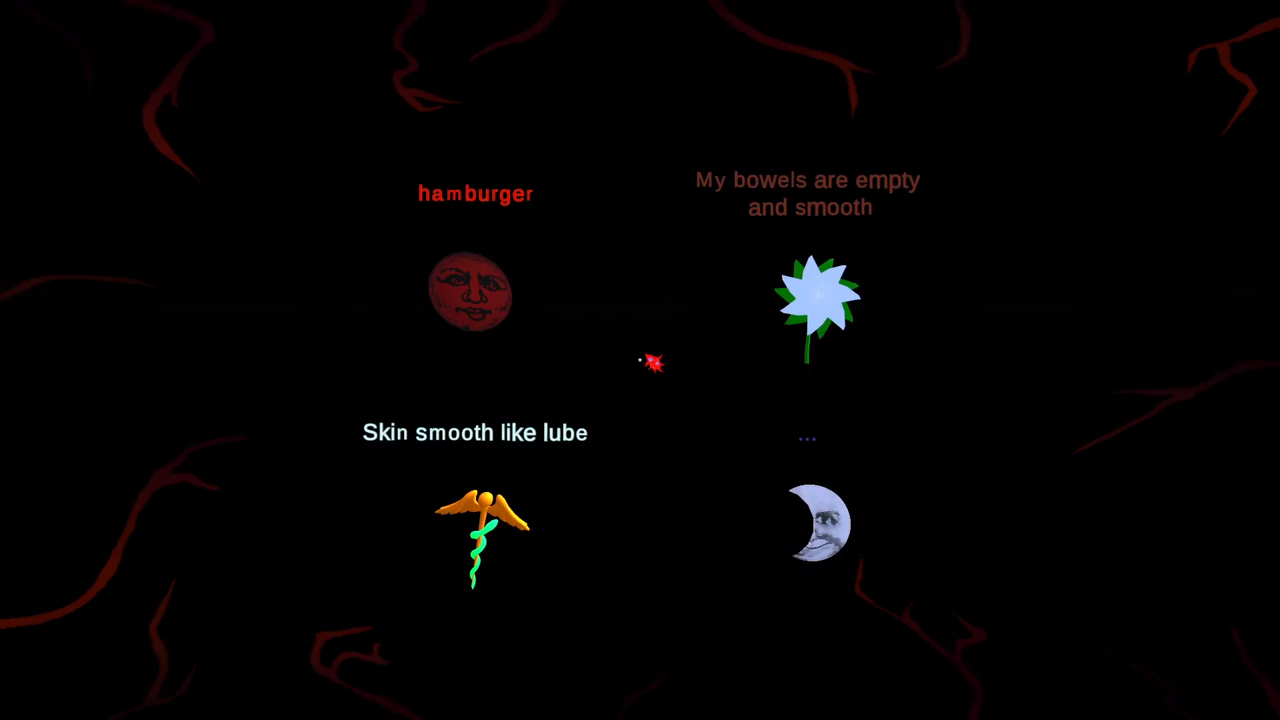 hamburger
My bowels are empty
and smooth
Skin smooth like lube
...